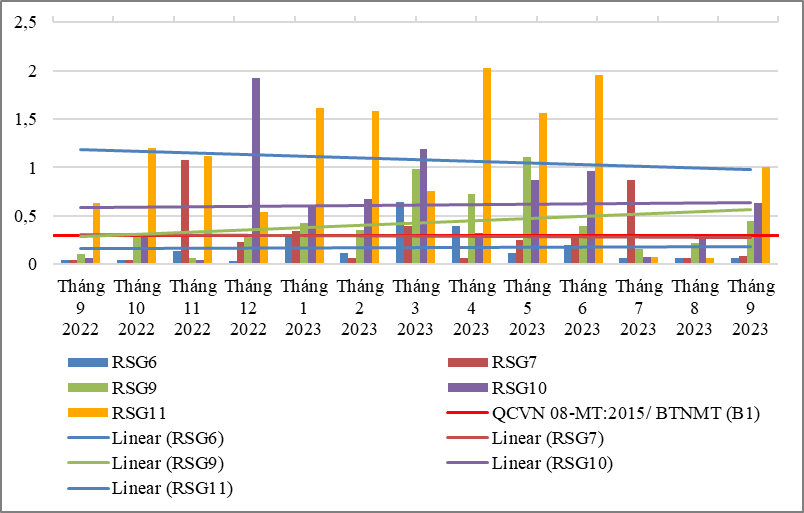 2,5
2
1,5
1
0,5
0
Tháng Tháng Tháng Tháng Tháng Tháng Tháng Tháng Tháng Tháng Tháng Tháng Tháng
9 10 11 12 1 2 3 4 5 6 7 8 9
2022 2022 2022 2022 2023 2023 2023 2023 2023 2023 2023 2023 2023
RSG6 RSG7
RSG9 RSG10
RSG11 QCVN 08-MT:2015/ BTNMT (B1)
Linear (RSG6) Linear (RSG7)
Linear (RSG9) Linear (RSG10)
Linear (RSG11)